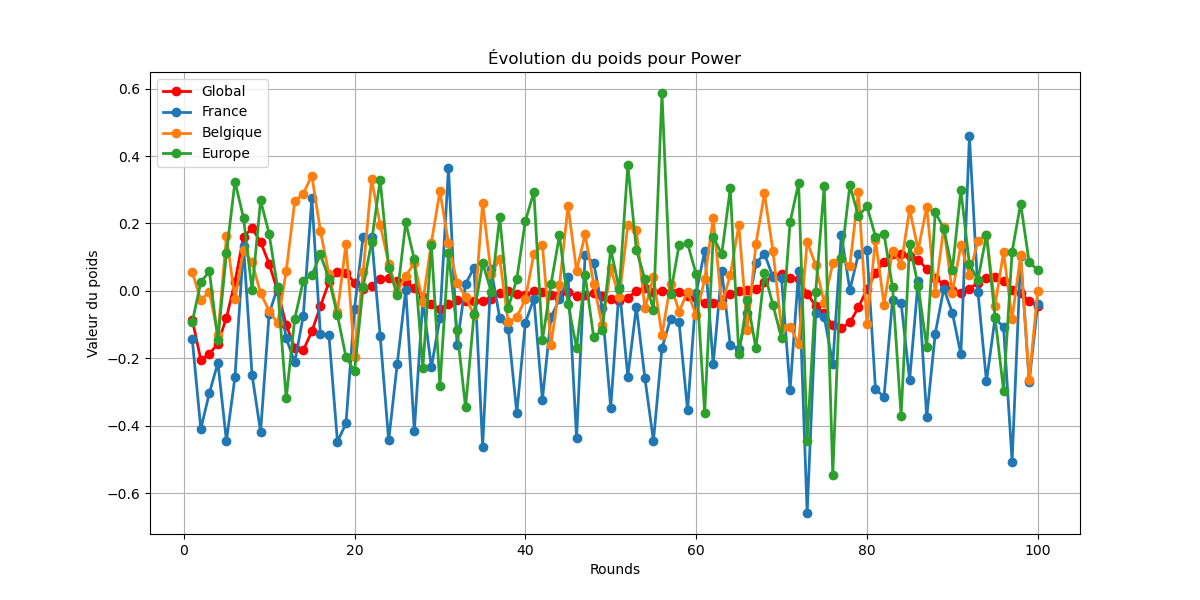 Évolution du poids pour Power
Global
France
Belgique
Europe
0.6
0.4
0.2
0.0
−0.2
−0.4
−0.6
Valeur du poids
0 20 40 60 80 100
Rounds